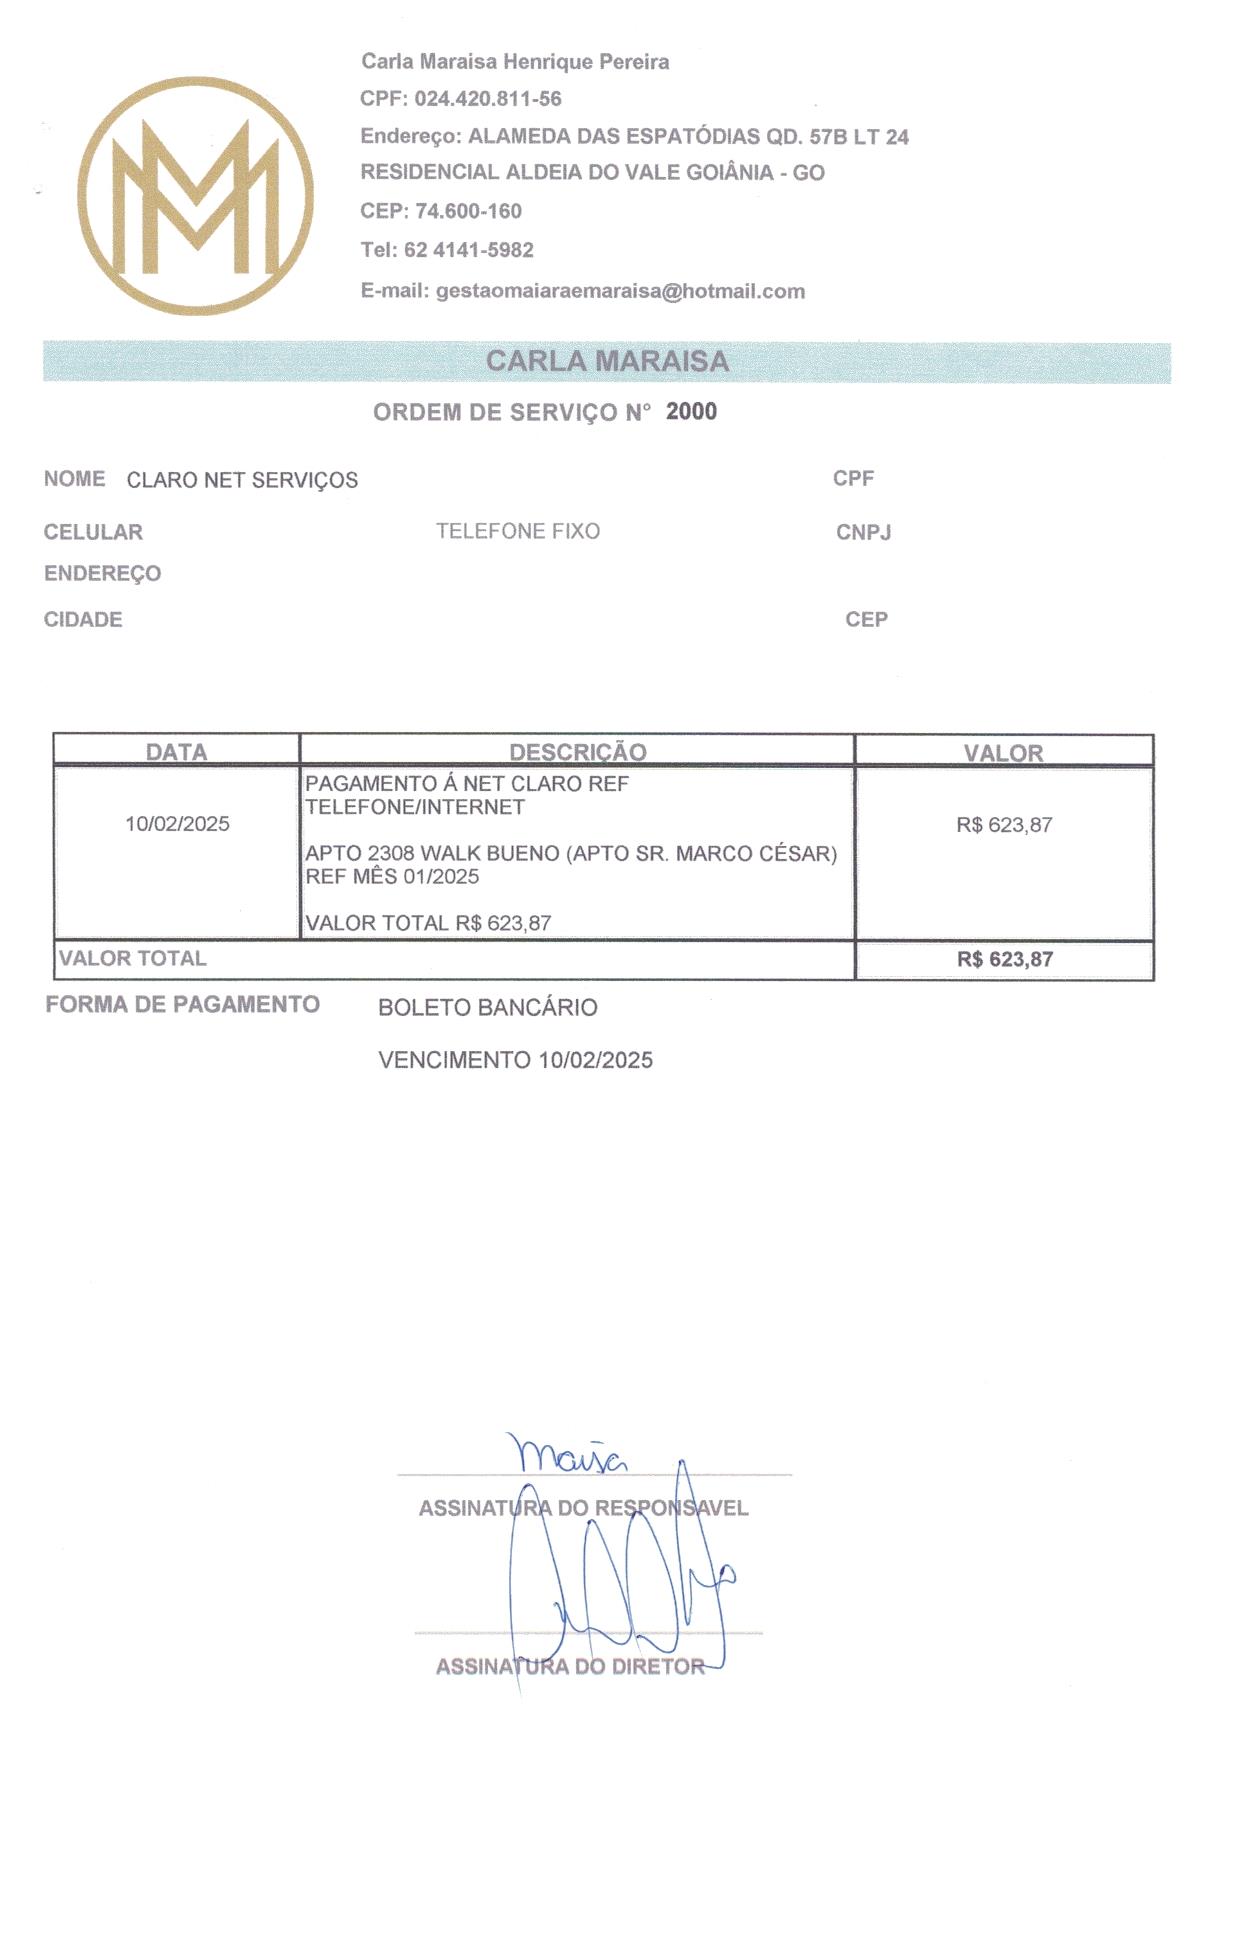 Carla Maraisa Henrique Pereira
CPF: 024.420.811-56
Endereço: ALAMEDA DAS ESPATÓDIAS QD. 57B LT 24
RESIDENCIAL ALDEIA DO VALE GOIÂNIA - GO
CEP: 74.600-160
Tel: 62 4141-5982
E-mail: gestaomaiaraemaraisa@hotmail.com
CARLA MARAISA
ORDEM DE SERVIÇO N° 2000
NOME CLARO NET SERVIÇOS CPF
CELULAR TELEFONE FIXO CNPJ
ENDEREÇO
CIDADE CEP
DATA DESCRIÇÃO VALOR
PAGAMENTO Á NET CLARO REF
TELEFONE/INTERNET
10/02/2025 R$ 623,87
APTO 2308 WALK BUENO (APTO SR. MARCO CÉSAR)
REF MÊS 01/2025
VALOR TOTAL R$ 623,87
VALOR TOTAL R$ 623,87
FORMA DE PAGAMENTO BOLETO BANCÁRIO
VENCIMENTO 10/02/2025
ASSINATURA DO RESPONSAVEL
ASSINATURA DO DIRETOR